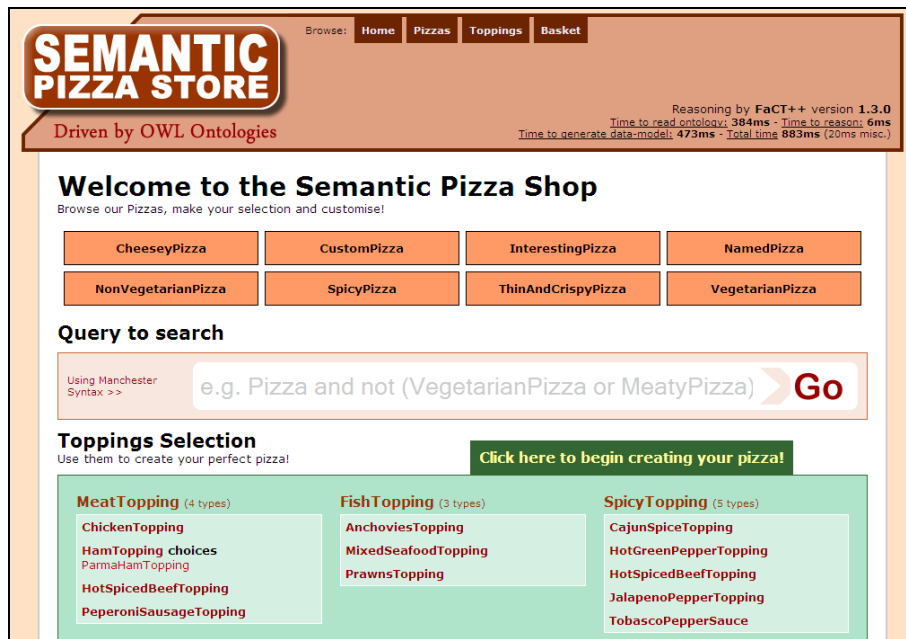 SEMANTIC
PIZZA STORE
Driven by OWL Ontologies
Browse: Home Pizzas Toppings Basket
Reasoning by FaCT++ version 1.3.0
Time to read ontology: 384ms - Time to reason: 6ms
Time to generate data-model: 473ms - Total time 883ms (20ms misc.)
Welcome to the Semantic Pizza Shop
Browse our Pizzas, make your selection and customise!
CheeseyPizza CustomPizza InterestingPizza NamedPizza
NonVegetarianPizza SpicyPizza ThinAndCrispyPizza VegetarianPizza
Query to search
Using Manchester
Syntax >>
e.g. Pizza and not (VegetarianPizza or MeatyPizza)
Go
Toppings Selection
Use them to create your perfect pizza!
Click here to begin creating your pizza!
MeatTopping (4 types)
ChickenTopping
HamTopping choices
ParmaHamTopping
HotSpicedBeefTopping
PeperoniSausageTopping
FishTopping (3 types)
AnchoviesTopping
MixedSeafoodTopping
PrawnsTopping
SpicyTopping (5 types)
CajunSpiceTopping
HotGreenPepperTopping
HotSpicedBeefTopping
JalapenoPepperTopping
TobascoPepperSauce